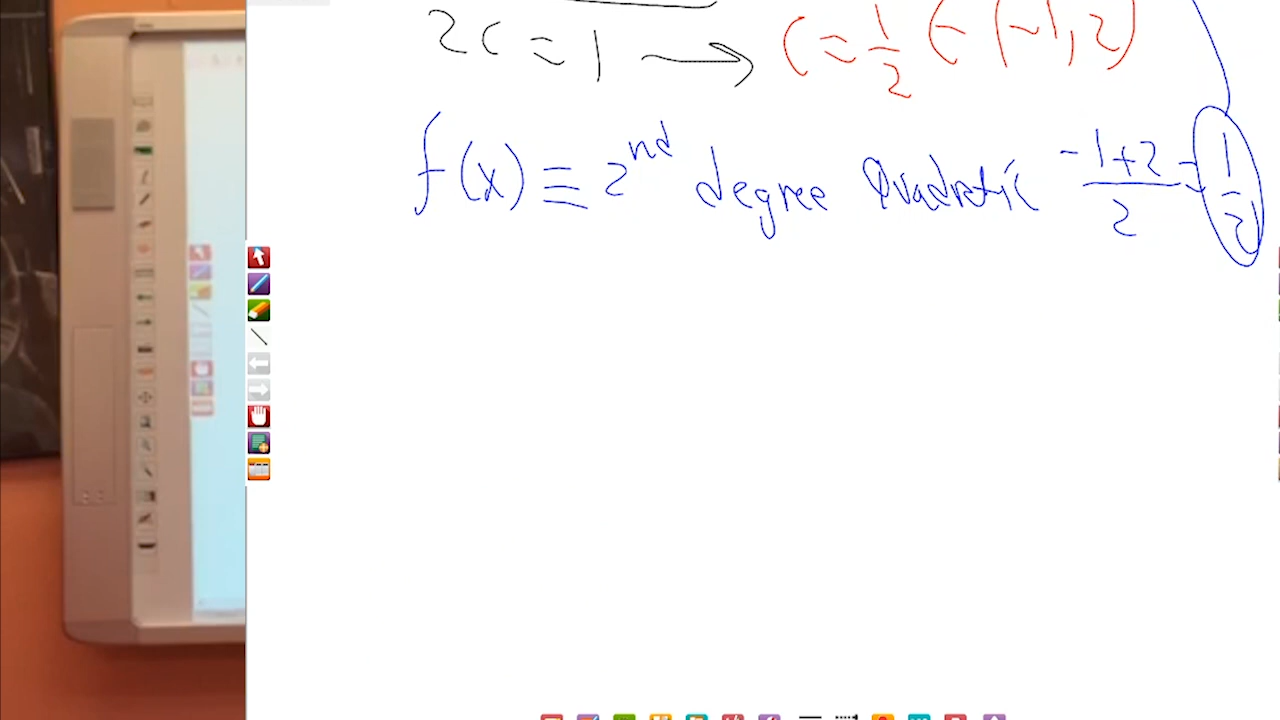 2c = 1 → c = 1/2 ∈ (-1, 2)
f(x) ≡ 2nd degree Quadratic (-1+2)/2 = 1/2